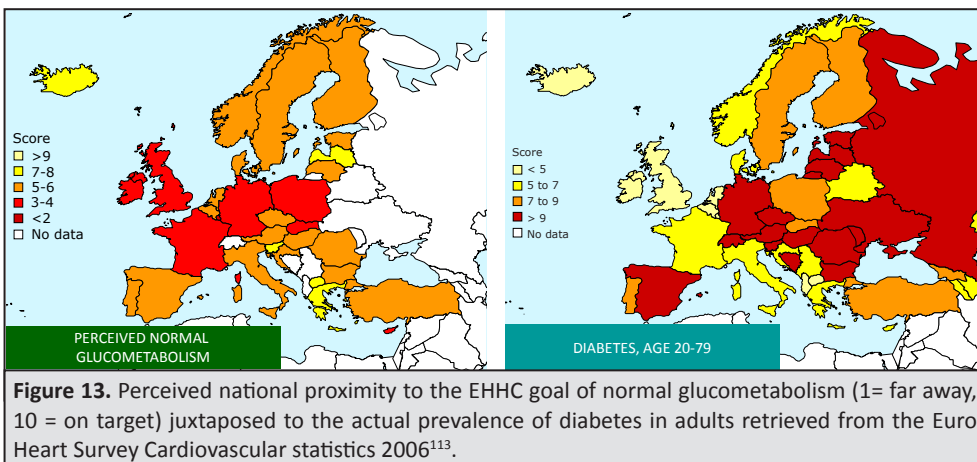 Score
>9
7-8
5-6
3-4
<2
No data
PERCEIVED NORMAL
GLUCOMETABOLISM
Score
< 5
5 to 7
7 to 9
> 9
No data
DIABETES, AGE 20-79
Figure 13. Perceived national proximity to the EHHC goal of normal glucometabolism (1= far away,
10 = on target) juxtaposed to the actual prevalence of diabetes in adults retrieved from the Euro
Heart Survey Cardiovascular statistics 2006¹¹³.